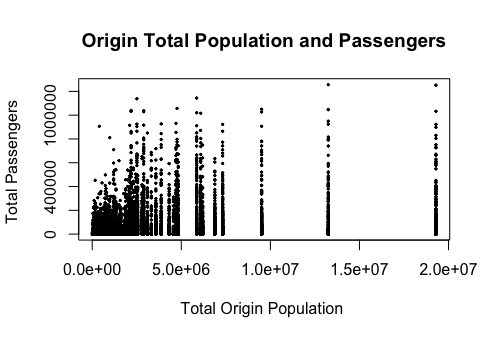 Origin Total Population and Passengers
Total Passengers
1000000
400000
0
0.0e+00 5.0e+06 1.0e+07 1.5e+07 2.0e+07
Total Origin Population